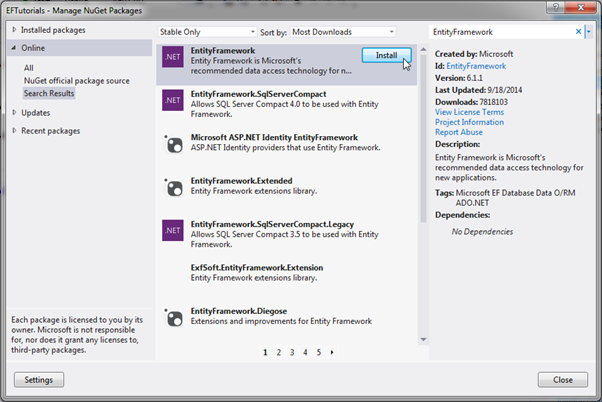 EFTutorials - Manage NuGet Packages
Installed packages
Online
All
NuGet official package source
Search Results
Updates
Recent packages
Each package is licensed to you by its
owner. Microsoft is not responsible
for, nor does it grant any licenses to,
third-party packages.
Stable Only
Sort by: Most Downloads
.NET
EntityFramework
Entity Framework is Microsoft's
recommended data access technology for n...
Install
.NET
EntityFramework.SqlServerCompact
Allows SQL Server Compact 4.0 to be used with Entity
Framework.
Microsoft ASP.NET Identity EntityFramework
ASP.NET Identity providers that use Entity Framework.
EntityFramework.Extended
Entity Framework extensions library.
.NET
EntityFramework.SqlServerCompact.Legacy
Allows SQL Server Compact 3.5 to be used with Entity
Framework.
ExfSoft.EntityFramework.Extension
Entity Framework extensions library.
EntityFramework.Diegose
Extensions and improvements for Entity Framework
1 2 3 4 5
EntityFramework
Created by: Microsoft
Id: EntityFramework
Version: 6.1.1
Last Updated: 9/18/2014
Downloads: 7818103
View License Terms
Project Information
Report Abuse
Description:
Entity Framework is Microsoft's
recommended data access technology for
new applications.
Tags: Microsoft EF Database Data O/RM
ADO.NET
Dependencies:
No Dependencies
Settings
Close